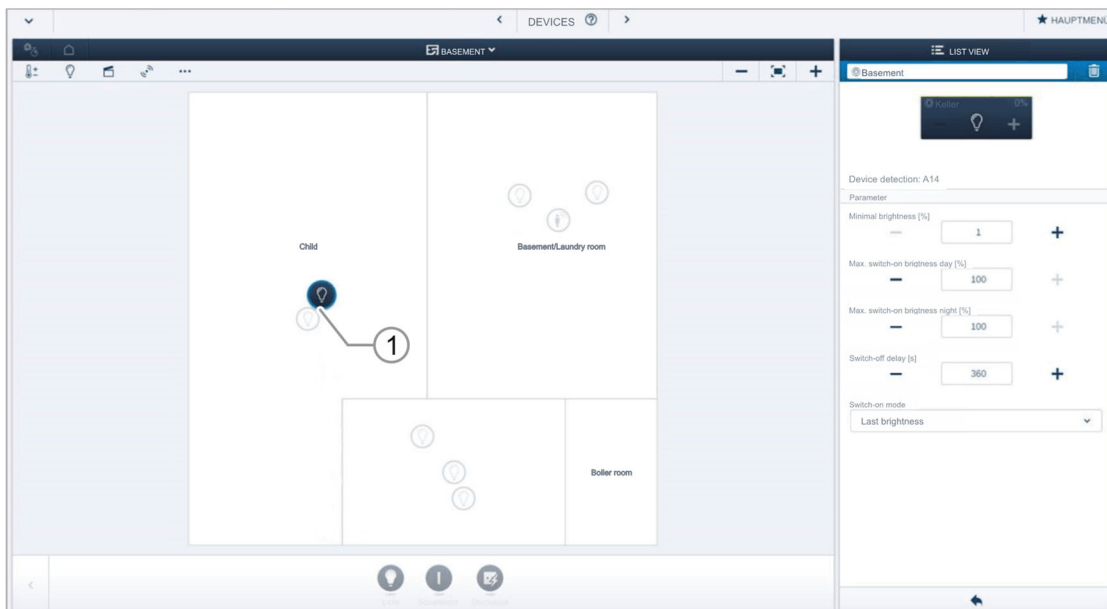 DEVICES ?
HAUPTMENÜ
BASEMENT
LIST VIEW
Basement
Keller 0%
Device detection: A14
Parameter
Minimal brightness [%]
1
Max. switch-on brigtness day [%]
100
Max. switch-on brigtness night [%]
100
Switch-off delay [s]
360
Switch-on mode
Last brightness
Child
Basement/Laundry room
1
Boiler room